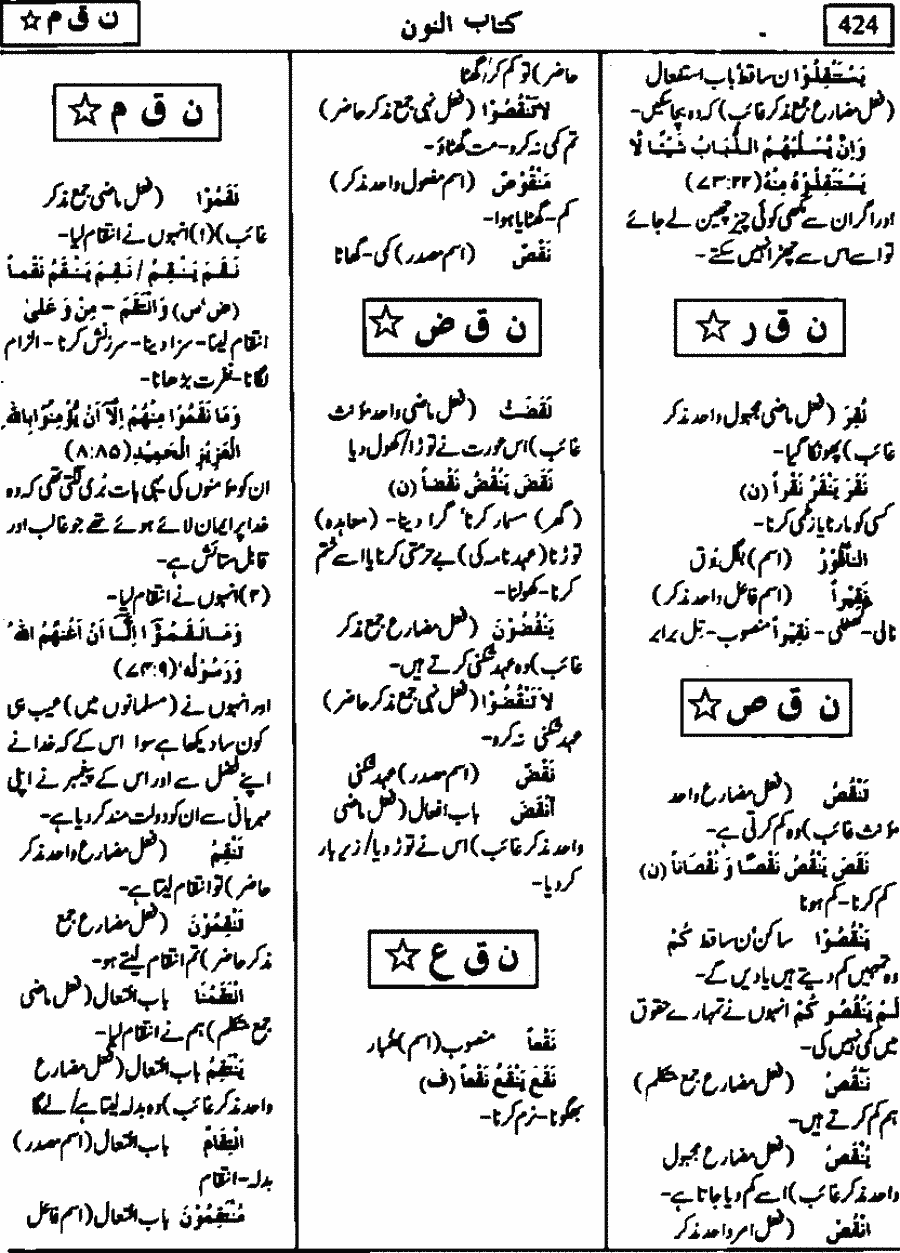 424
کتاب النون
ن ق م ☆
یَسْتَنْقِذُوْا ن ساقط باب استفعال
(فعل مضارع جمع مذکر غائب) کہ وہ بچا سکیں۔
وَاِنْ یَّسْلُبْهُمُ الذُّبَابُ شَیْئًا لَّا
یَسْتَنْقِذُوْهُ مِنْهُ (۷۳:۲۲)
اور اگر ان سے مکھی کوئی چیز چھین لے جائے
تو اسے اس سے چھڑا نہیں سکتے۔
ن ق ر ☆
نُقِرَ (فعل ماضی مجہول واحد مذکر
غائب) پھونکا گیا۔
نَقَرَ یَنْقُرُ نَقْراً (ن)
کسی کو مارنا یا زخمی کرنا۔
النَّاقُوْرُ (اسم) بگل، بوق
نَقِیْراً (اسم فاعل واحد مذکر)
نالی۔ گٹھلی۔ نَقِیْراً منصوب۔ تِل برابر
ن ق ص ☆
تَنْقُصُ (فعل مضارع واحد
مؤنث غائب) وہ کم کرتی ہے۔
نَقَصَ یَنْقُصُ نَقْصًا وَ نُقْصَاناً (ن)
کم کرنا۔ کم ہونا
یَنْقُصُوْا ساکن ن ساقط کُمْ
وہ تمہیں کم دیتے ہیں یا دیں گے۔
لَمْ یَنْقُصُو کُمْ انہوں نے تمہارے حقوق
میں کمی نہیں کی۔
نَنْقُصُ (فعل مضارع جمع متکلم)
ہم کم کرتے ہیں۔
یُنْقَصُ (فعل مضارع مجہول
واحد مذکر غائب) اسے کم دیا جاتا ہے۔
انْقُصْ (فعل امر واحد مذکر
حاضر) تو کم کر، گھٹا
لَا تَنْقُصُوْا (فعل نہی جمع مذکر حاضر)
تم کمی نہ کرو۔ مت گھٹاؤ۔
مَنْقُوْصٌ (اسم مفعول واحد مذکر)
کم۔ گھٹایا ہوا۔
نَقْصٌ (اسم مصدر) کمی۔ گھاٹا
ن ق ض ☆
نَقَضَتْ (فعل ماضی واحد مؤنث
غائب) اس عورت نے توڑا/کھول دیا
نَقَضَ یَنْقُضُ نَقْضاً (ن)
(گھر) مسمار کرنا، گرا دینا۔ (معاہدہ)
توڑنا (عہد نامہ کی) بے حرمتی کرنا یا اسے ختم
کرنا۔ کھولنا۔
یَنْقُضُوْنَ (فعل مضارع جمع مذکر
غائب) وہ عہد شکنی کرتے ہیں۔
لَا تَنْقُضُوْا (فعل نہی جمع مذکر حاضر)
عہد شکنی نہ کرو۔
نَقْضٌ (اسم مصدر) عہد شکنی
اَنْقَضَ باب افعال (فعل ماضی
واحد مذکر غائب) اس نے توڑ دیا/زیر بار
کر دیا۔
ن ق ع ☆
نَقْعاً منصوب (اسم) غبار
نَقَعَ یَنْقَعُ نَقْعاً (ف)
بھگونا۔ نرم کرنا۔
ن ق م ☆
نَقَمُوْا (فعل ماضی جمع مذکر
غائب) (۱) انہوں نے انتقام لیا۔
نَقَمَ یَنْقِمُ / نَقِمَ یَنْقَمُ نَقْماً
(ض، س) وَانْتَقَمَ – مِنْ وَ عَلیٰ
انتقام لینا۔ سزا دینا۔ سرزنش کرنا۔ الزام
لگانا۔ نفرت بڑھانا۔
وَمَا نَقَمُوْا مِنْهُمْ اِلَّآ اَنْ یُّؤْمِنُوْا بِاللهِ
الْعَزِیْزِ الْحَمِیْدِ (۸:۸۵)
ان کو مؤمنوں کی یہی بات بُری لگتی تھی کہ وہ
خدا پر ایمان لائے ہوئے تھے جو غالب اور
قابل ستائش ہے۔
(۲) انہوں نے انتقام لیا۔
وَمَا نَقَمُوْٓا اِلَّآ اَنْ اَغْنٰهُمُ اللهُ
وَرَسُوْلُهٗ (۷۴:۹)
اور انہوں نے (مسلمانوں میں) عیب ہی
کون سا دیکھا ہے سوا اس کے کہ خدا نے
اپنے فضل سے اور اس کے پیغمبر نے اپنی
مہربانی سے ان کو دولت مند کر دیا ہے۔
تَنْقِمُ (فعل مضارع واحد مذکر
حاضر) تو انتقام لیتا ہے۔
تَنْقِمُوْنَ (فعل مضارع جمع
مذکر حاضر) تم انتقام لیتے ہو۔
انْتَقَمْنَا باب افتعال (فعل ماضی
جمع متکلم) ہم نے انتقام لیا۔
یَنْتَقِمُ باب افتعال (فعل مضارع
واحد مذکر غائب) وہ بدلہ لیتا ہے/لے گا
انْتِقَامٌ باب افتعال (اسم مصدر)
بدلہ۔ انتقام
مُنْتَقِمُوْنَ باب افتعال (اسم فاعل